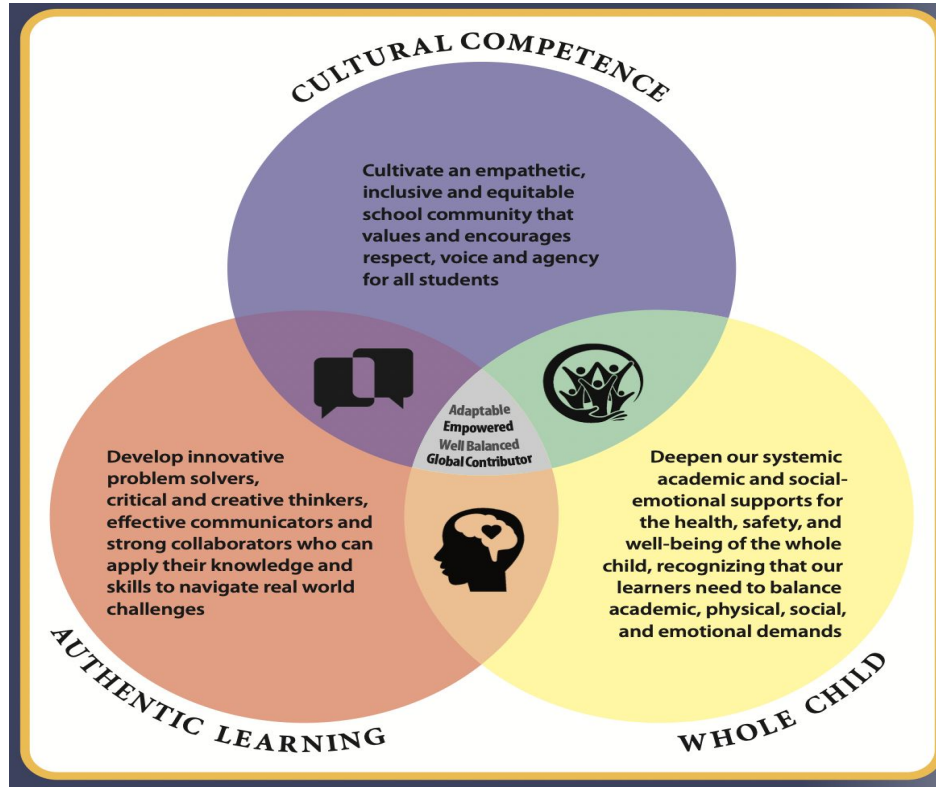 CULTURAL COMPETENCE
Cultivate an empathetic,
inclusive and equitable
school community that
values and encourages
respect, voice and agency
for all students
Adaptable
Empowered
Well Balanced
Global Contributor
Develop innovative
problem solvers,
critical and creative thinkers,
effective communicators and
strong collaborators who can
apply their knowledge and
skills to navigate real world
challenges
Deepen our systemic
academic and social-
emotional supports for
the health, safety, and
well-being of the whole
child, recognizing that our
learners need to balance
academic, physical, social,
and emotional demands
AUTHENTIC LEARNING
WHOLE CHILD